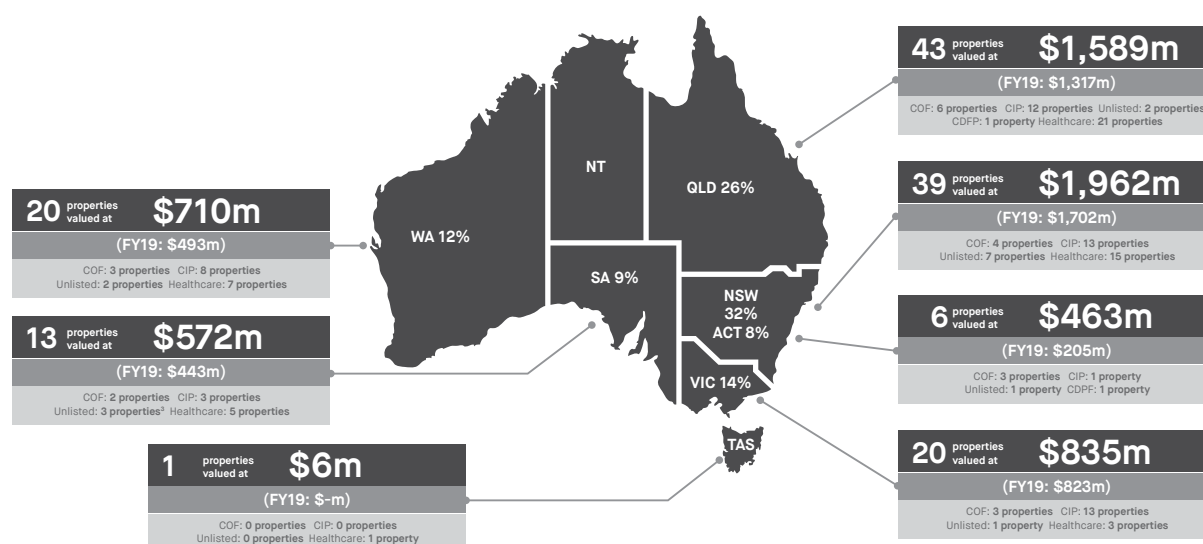 43 properties valued at $1,589m
(FY19: $1,317m)
COF: 6 properties CIP: 12 properties Unlisted: 2 properties
CDFP: 1 property Healthcare: 21 properties
39 properties valued at $1,962m
(FY19: $1,702m)
COF: 4 properties CIP: 13 properties
Unlisted: 7 properties Healthcare: 15 properties
6 properties valued at $463m
(FY19: $205m)
COF: 3 properties CIP: 1 property
Unlisted: 1 property CDPF: 1 property
20 properties valued at $835m
(FY19: $823m)
COF: 3 properties CIP: 13 properties
Unlisted: 1 property Healthcare: 3 properties
20 properties valued at $710m
(FY19: $493m)
COF: 3 properties CIP: 8 properties
Unlisted: 2 properties Healthcare: 7 properties
13 properties valued at $572m
(FY19: $443m)
COF: 2 properties CIP: 3 properties
Unlisted: 3 properties³ Healthcare: 5 properties
1 properties valued at $6m
(FY19: $-m)
COF: 0 properties CIP: 0 properties
Unlisted: 0 properties Healthcare: 1 property
NT
QLD 26%
WA 12%
SA 9%
NSW
32%
ACT 8%
VIC 14%
TAS